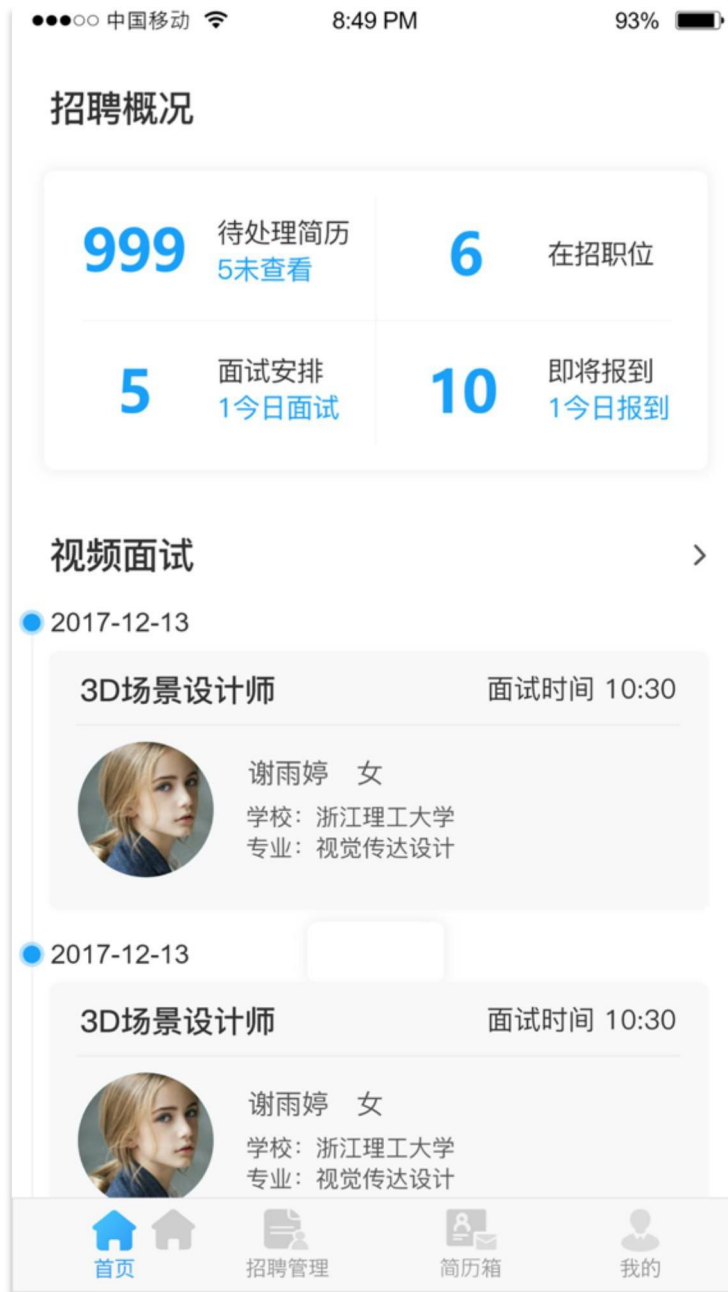 中国移动 8:49 PM 93%
招聘概况
999 待处理简历 6 在招职位
5未查看
5 面试安排 10 即将报到
1今日面试 1今日报到
视频面试
2017-12-13
3D场景设计师 面试时间 10:30
谢雨婷 女
学校：浙江理工大学
专业：视觉传达设计
2017-12-13
3D场景设计师 面试时间 10:30
谢雨婷 女
学校：浙江理工大学
专业：视觉传达设计
首页 招聘管理 简历箱 我的